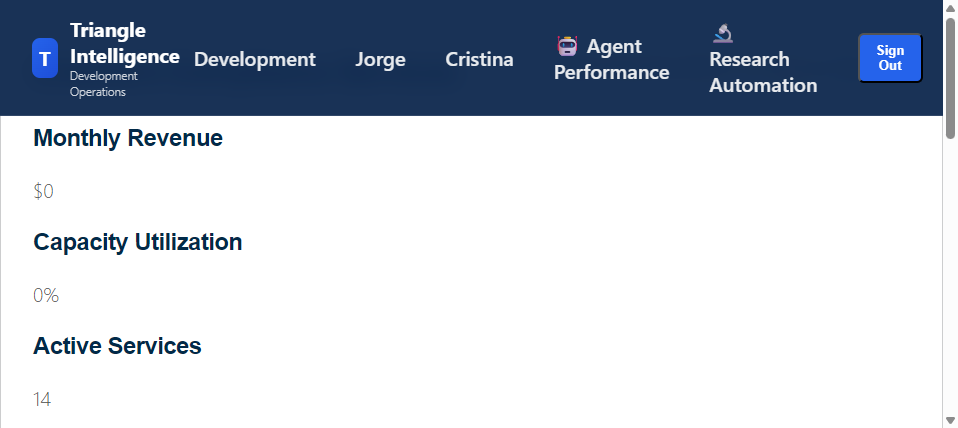 T
Triangle
Intelligence
Development
Operations
Development
Jorge
Cristina
Agent
Performance
Research
Automation
Sign
Out
Monthly Revenue
$0
Capacity Utilization
0%
Active Services
14